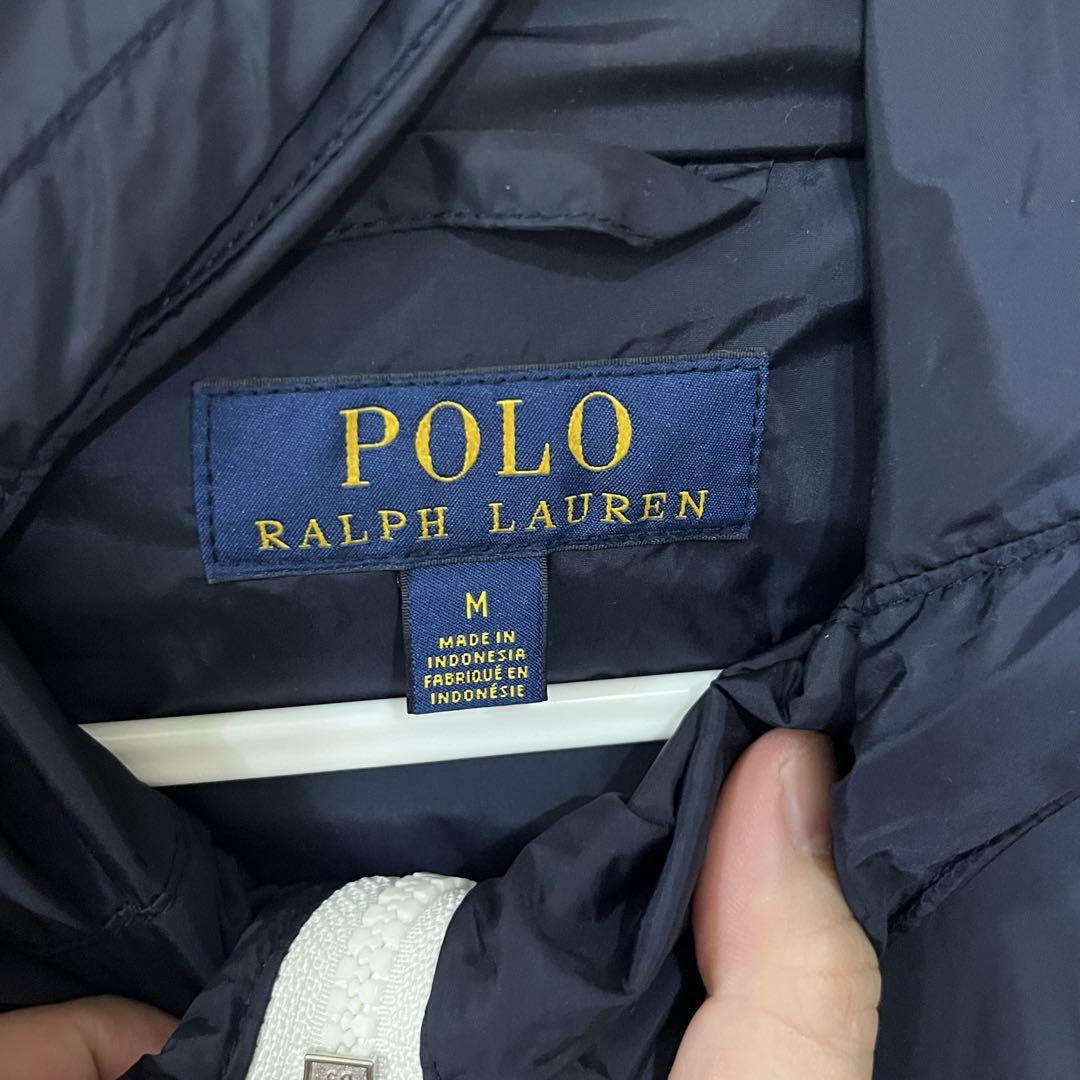 POLO
RALPH LAUREN
M
MADE IN
INDONESIA
FABRIQUÉ EN
INDONÉSIE